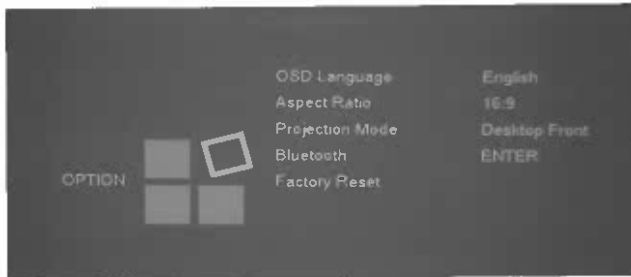 OSD Language English
Aspect Ratio 16:9
Projection Mode Desktop Front
Bluetooth ENTER
OPTION
Factory Reset